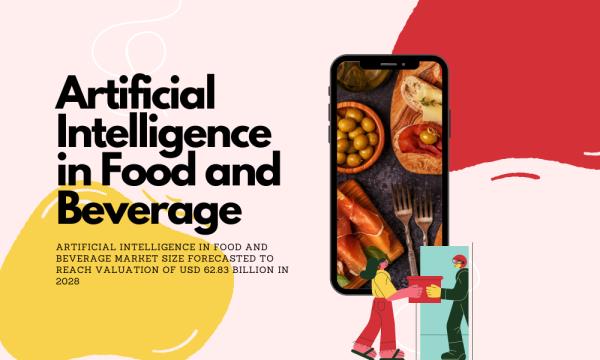 Artificial
Intelligence
in Food and
Beverage
ARTIFICIAL INTELLIGENCE IN FOOD AND
BEVERAGE MARKET SIZE FORECASTED TO
REACH VALUATION OF USD 62.83 BILLION IN
2028